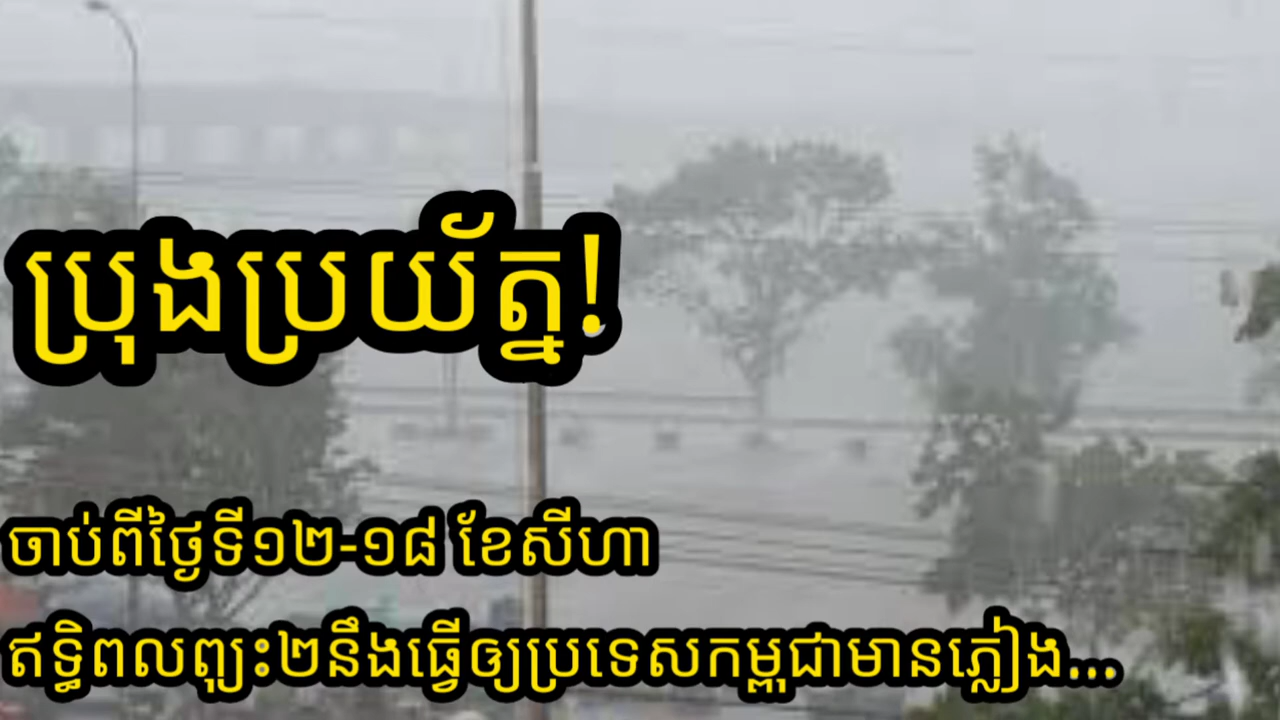 ប្រុងប្រយ័ត្ន!
ចាប់ពីថ្ងៃទី១២-១៨ ខែសីហា
ឥទ្ធិពលព្យុះ២នឹងធ្វើឲ្យប្រទេសកម្ពុជាមានភ្លៀង...